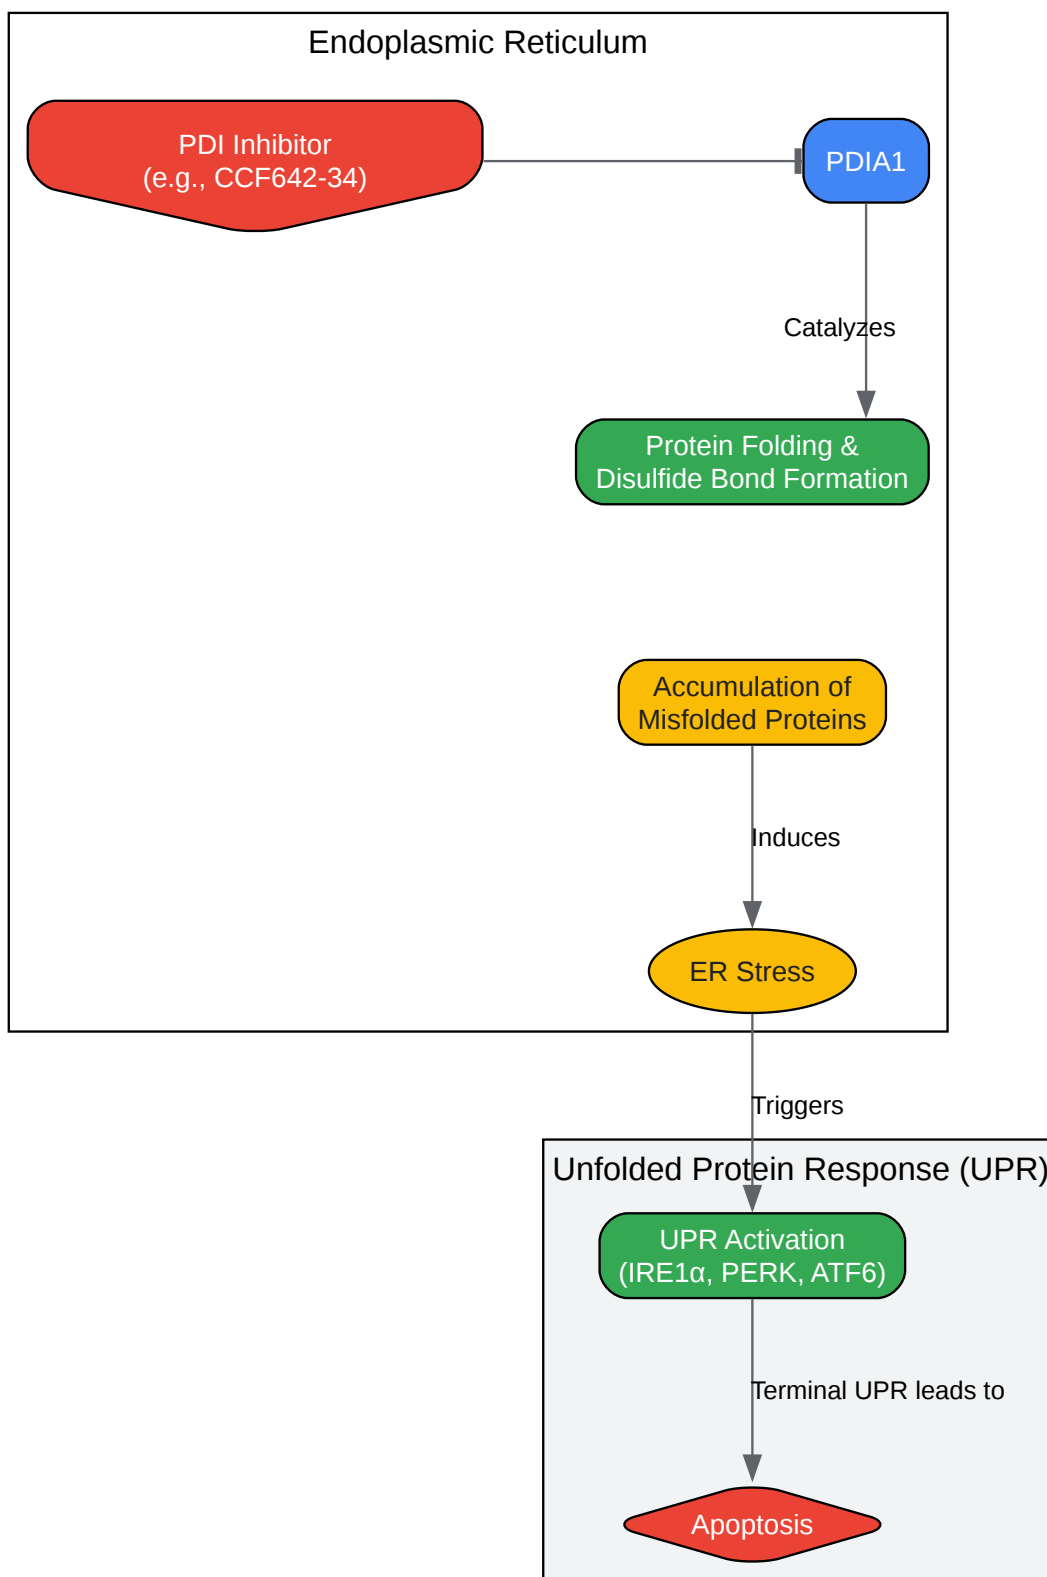 Endoplasmic Reticulum
PDI Inhibitor
(e.g., CCF642-34)
PDIA1
Catalyzes
Protein Folding &
Disulfide Bond Formation
Accumulation of
Misfolded Proteins
Induces
ER Stress
Triggers
Unfolded Protein Response (UPR)
UPR Activation
(IRE1α, PERK, ATF6)
Terminal UPR leads to
Apoptosis